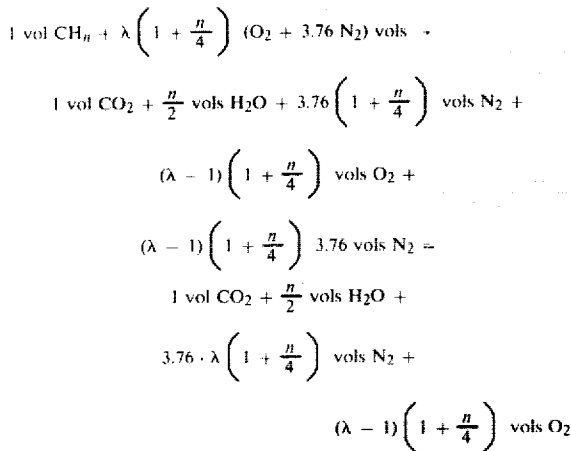 1 vol CH_n + λ(1 + n/4) (O₂ + 3.76 N₂) vols -
1 vol CO₂ + n/2 vols H₂O + 3.76(1 + n/4) vols N₂ +
(λ - 1)(1 + n/4) vols O₂ +
(λ - 1)(1 + n/4) 3.76 vols N₂ =
1 vol CO₂ + n/2 vols H₂O +
3.76 · λ(1 + n/4) vols N₂ +
(λ - 1)(1 + n/4) vols O₂